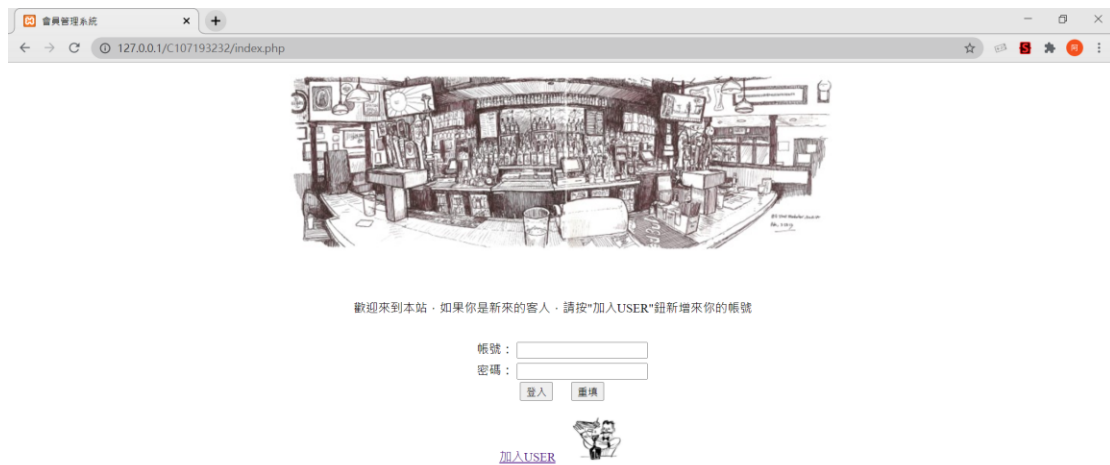 會員管理系統
127.0.0.1/C107193232/index.php
歡迎來到本站，如果你是新來的客人，請按"加入USER"鈕新增來你的帳號
帳號：
密碼：
登入 重填
加入USER